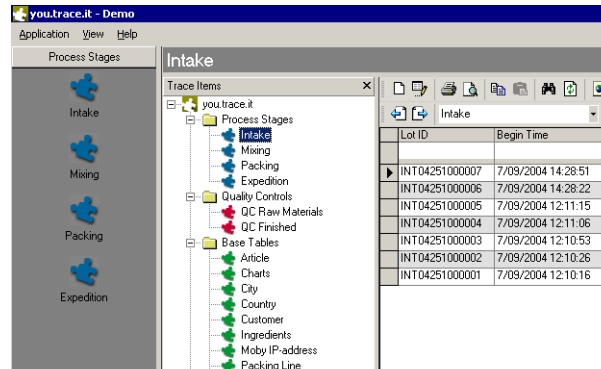 you.trace.it - Demo
Application View Help
Process Stages
Intake
Mixing
Packing
Expedition
Intake
Trace Items
you.trace.it
Process Stages
Intake
Mixing
Packing
Expedition
Quality Controls
QC Raw Materials
QC Finished
Base Tables
Article
Charts
City
Country
Customer
Ingredients
Moby IP-address
Packing Line
Intake
Lot ID Begin Time
INT04251000007 7/09/2004 14:28:51
INT04251000006 7/09/2004 14:28:22
INT04251000005 7/09/2004 12:11:15
INT04251000004 7/09/2004 12:11:06
INT04251000003 7/09/2004 12:10:53
INT04251000002 7/09/2004 12:10:26
INT04251000001 7/09/2004 12:10:16